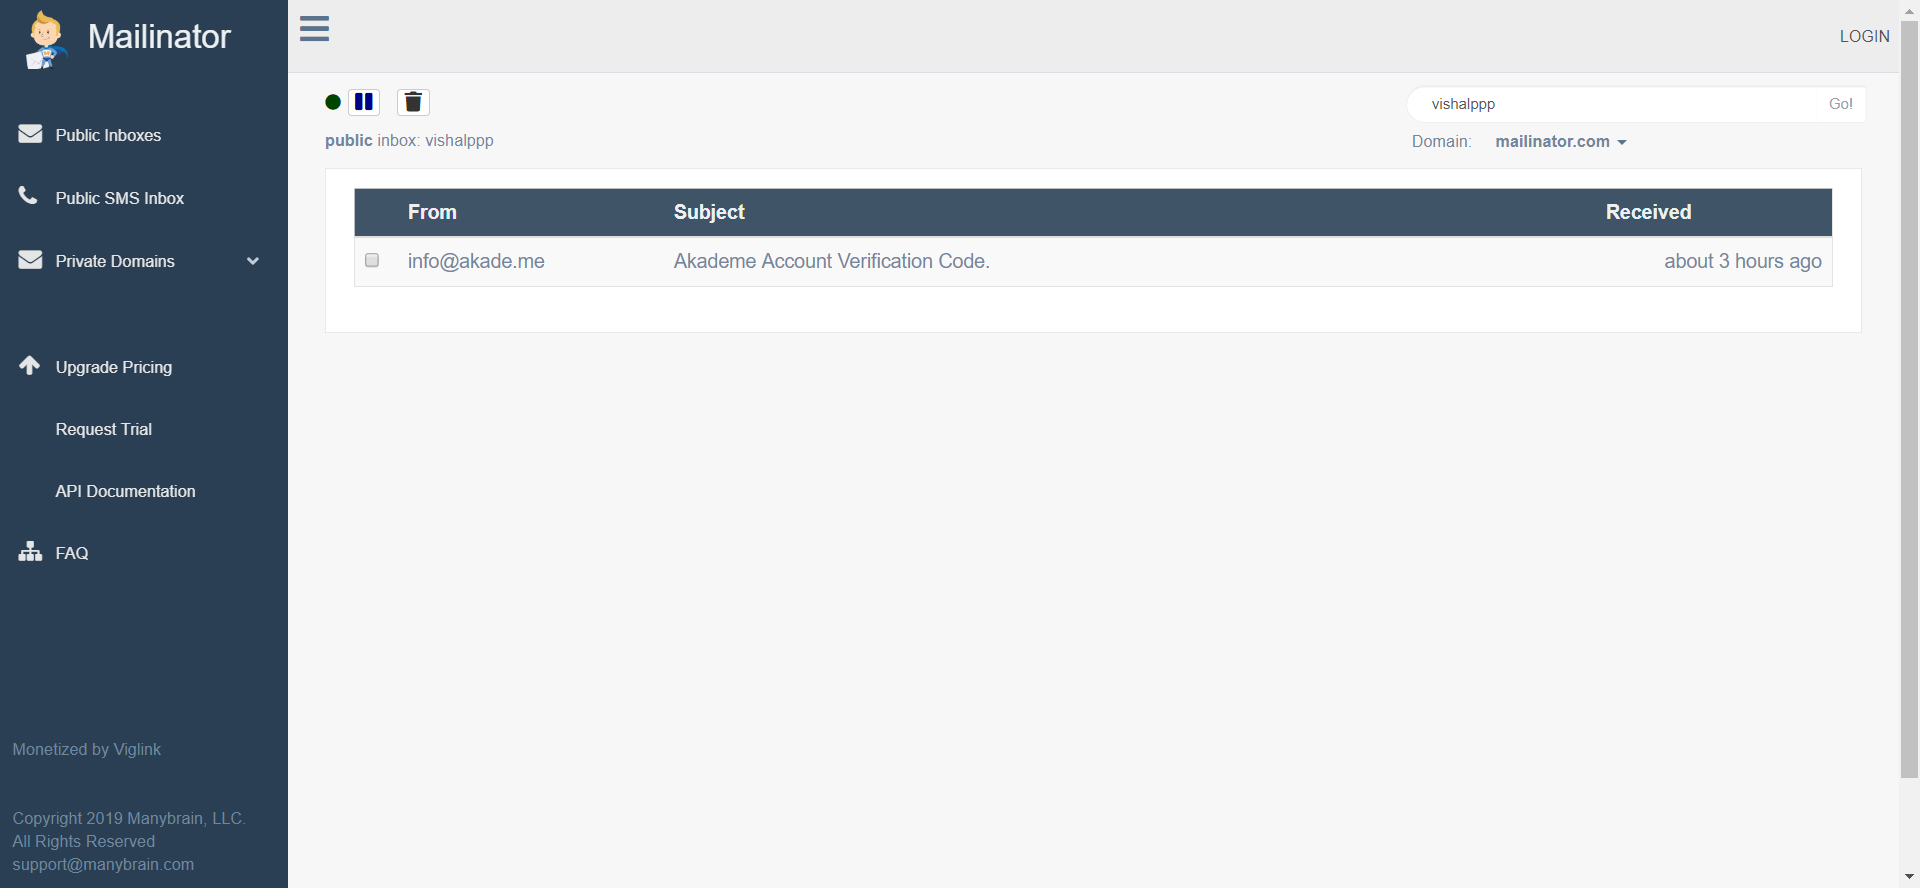 Mailinator
LOGIN
Public Inboxes
Public SMS Inbox
Private Domains
Upgrade Pricing
Request Trial
API Documentation
FAQ
Monetized by Viglink
Copyright 2019 Manybrain, LLC.
All Rights Reserved
support@manybrain.com
vishalppp
Go!
public inbox: vishalppp
Domain: mailinator.com
From Subject Received
info@akade.me Akademe Account Verification Code. about 3 hours ago